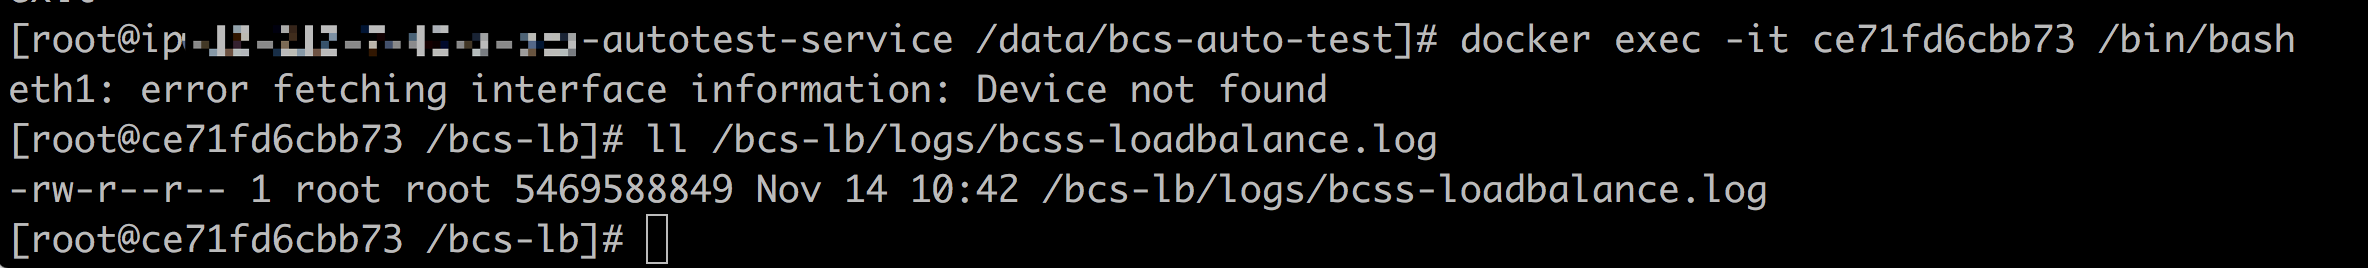 [root@ip -autotest-service /data/bcs-auto-test]# docker exec -it ce71fd6cbb73 /bin/bash
eth1: error fetching interface information: Device not found
[root@ce71fd6cbb73 /bcs-lb]# ll /bcs-lb/logs/bcss-loadbalance.log
-rw-r--r-- 1 root root 5469588849 Nov 14 10:42 /bcs-lb/logs/bcss-loadbalance.log
[root@ce71fd6cbb73 /bcs-lb]#